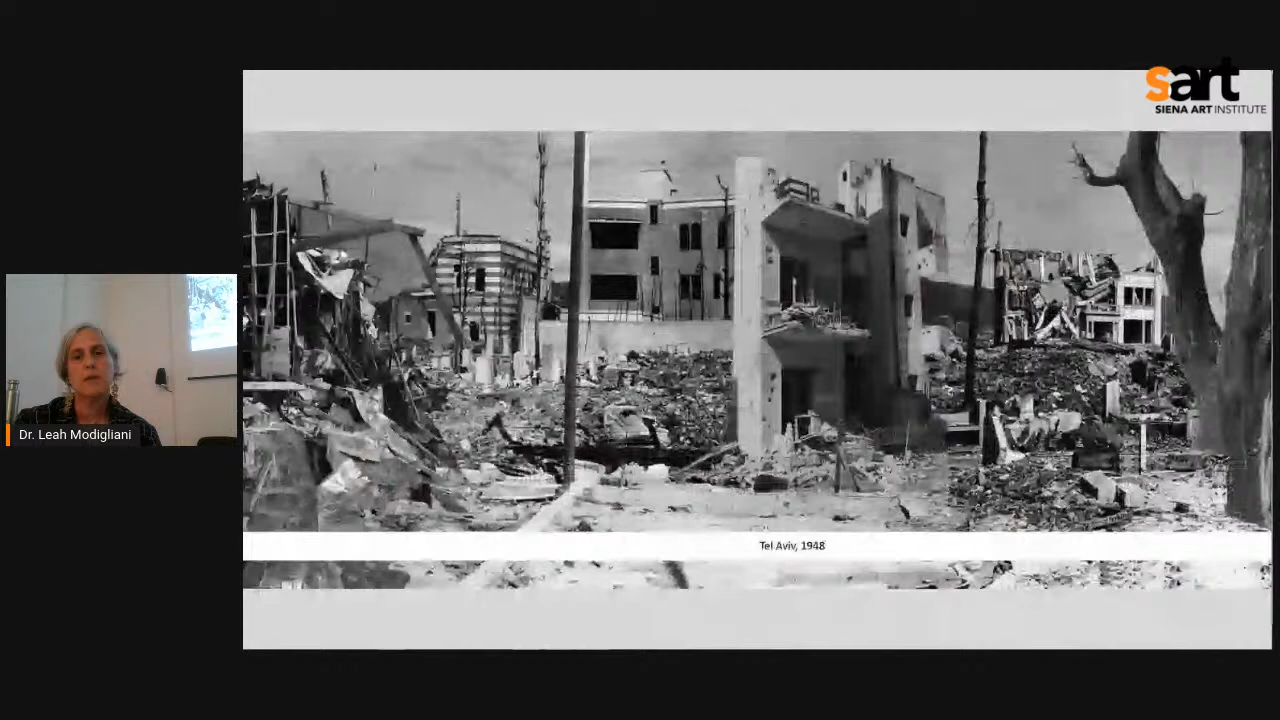 sart
SIENA ART INSTITUTE
Dr. Leah Modigliani
Tel Aviv, 1948